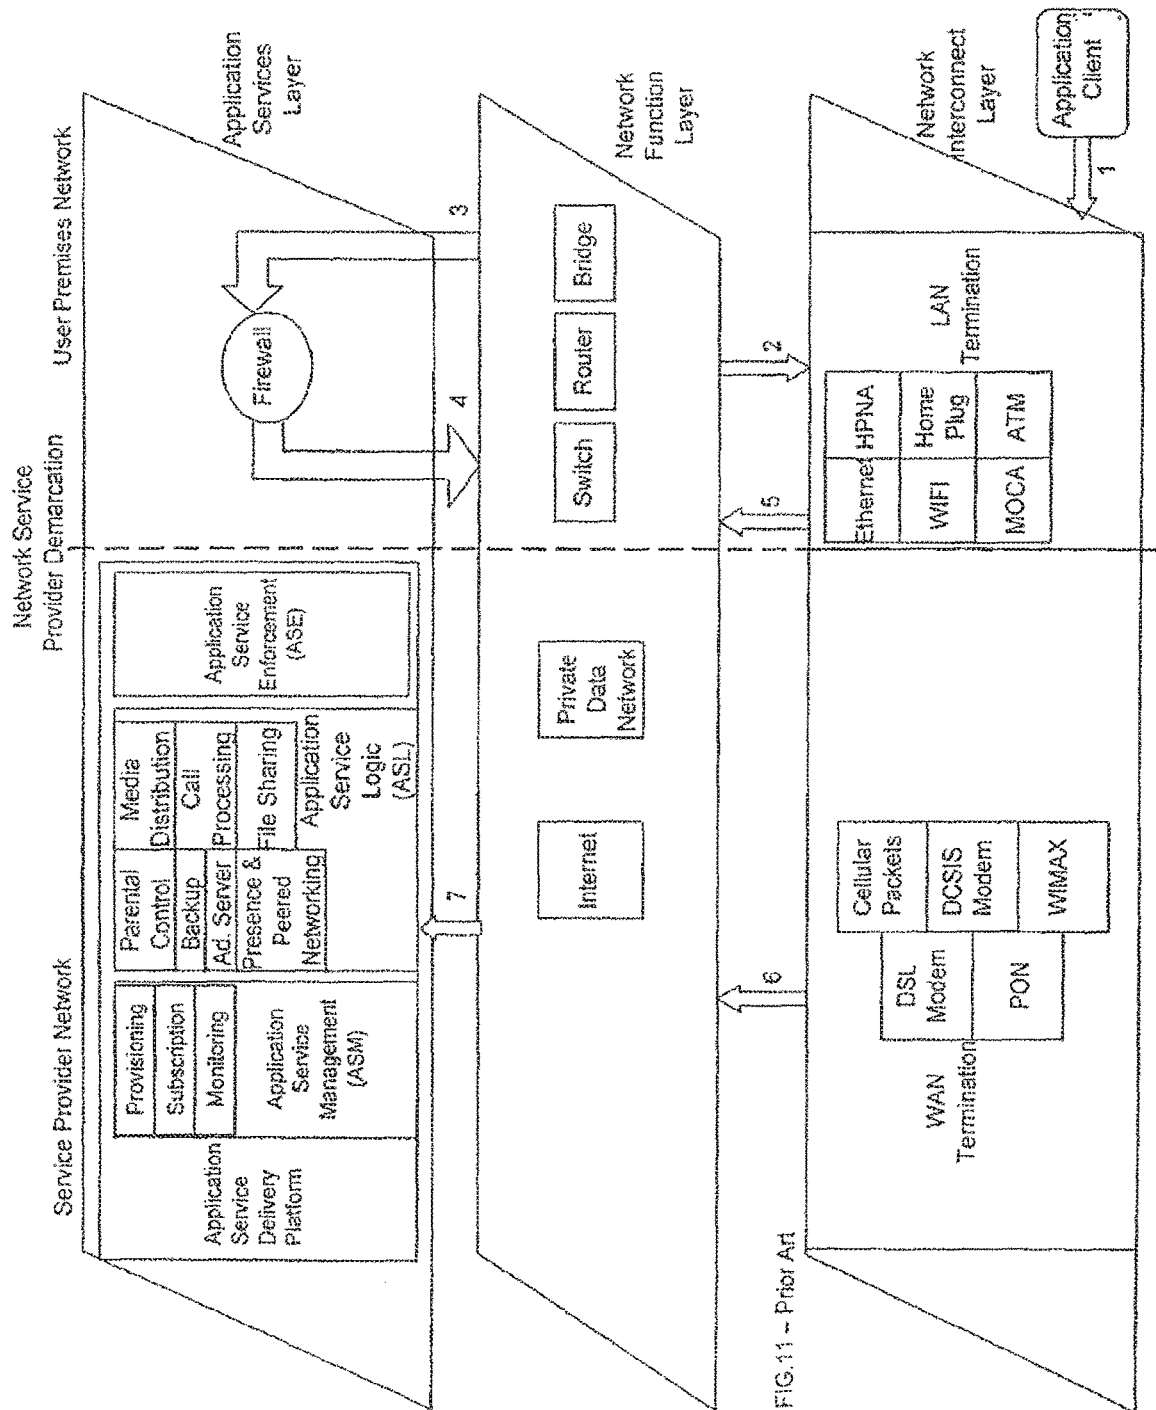 Network Service
Provider Demarcation
Service Provider Network
User Premises Network
Application
Services
Layer
Application
Service
Delivery
Platform
Provisioning
Subscription
Monitoring
Application
Service
Management
(ASM)
Parental
Control
Backup
Ad. Server
Presence &
Peered
Networking
Media
Distribution
Call
Processing
File Sharing
Application
Service
Logic
(ASL)
Application
Service
Enforcement
(ASE)
Firewall
3
4
7
Network
Function
Layer
Internet
Private
Data
Network
Switch
Router
Bridge
6
5
2
FIG.11 – Prior Art
Network
Interconnect
Layer
WAN
Termination
DSL
Modem
PON
Cellular
Packets
DCSIS
Modem
WIMAX
Ethernet
HPNA
WIFI
Home
Plug
MOCA
ATM
LAN
Termination
1
Application
Client